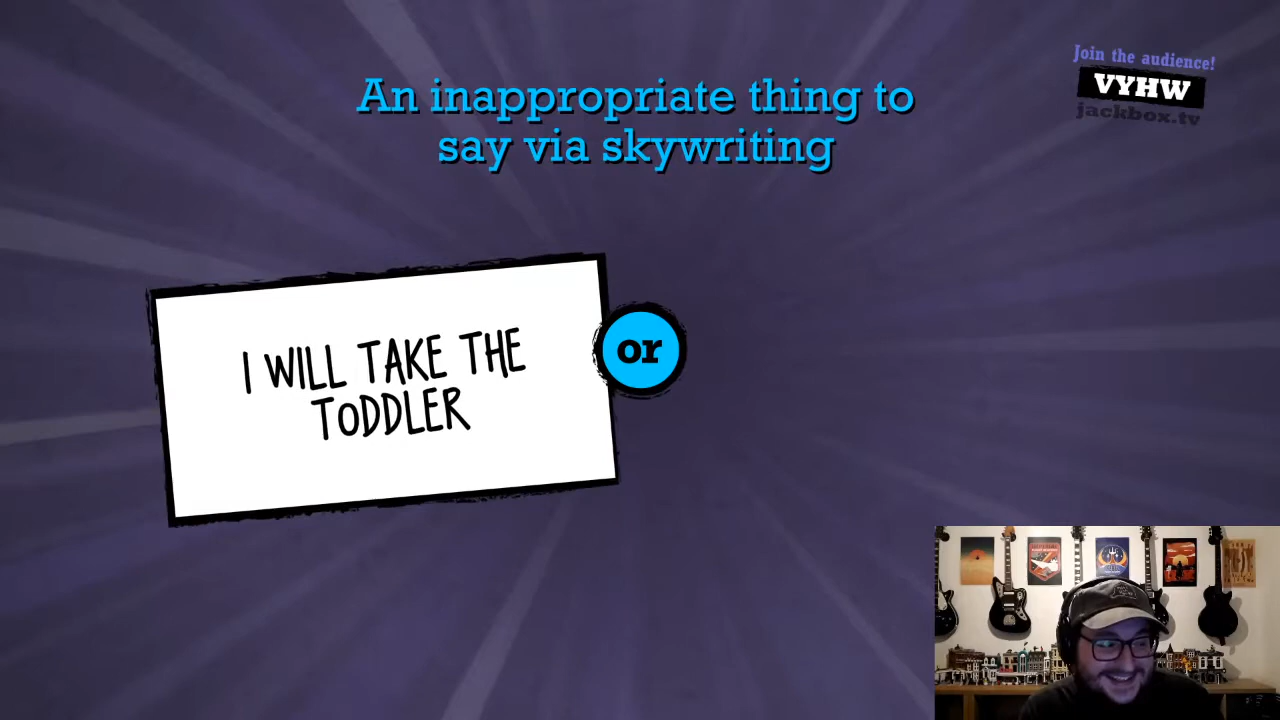 Join the audience!
VYHW
jackbox.tv
An inappropriate thing to
say via skywriting
I WILL TAKE THE
TODDLER
or